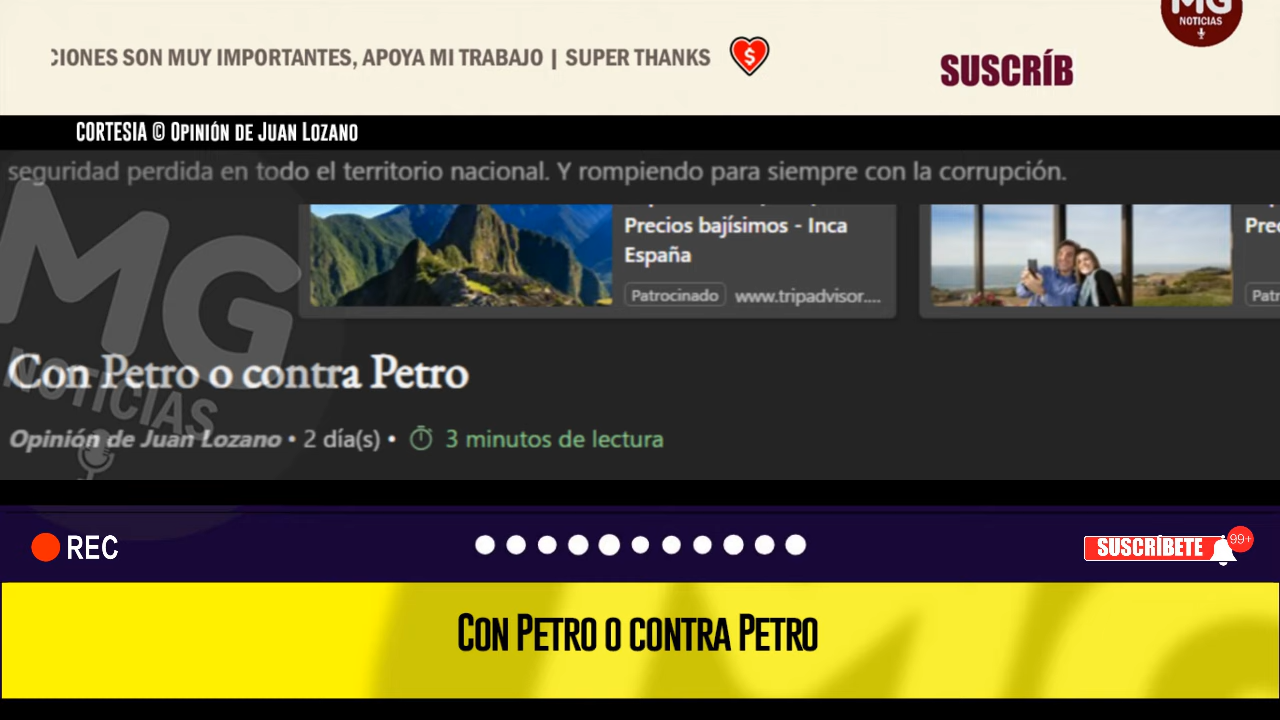 MG
NOTICIAS
CIONES SON MUY IMPORTANTES, APOYA MI TRABAJO | SUPER THANKS
$
SUSCRÍB
CORTESIA © OPINIÓN DE JUAN LOZANO
seguridad perdida en todo el territorio nacional. Y rompiendo para siempre con la corrupción.
Precios bajísimos - Inca
España
Patrocinado www.tripadvisor....
Prec
Patr
MG
NOTICIAS
Con Petro o contra Petro
Opinión de Juan Lozano • 2 día(s) • 3 minutos de lectura
REC
SUSCRÍBETE
99+
CON PETRO O CONTRA PETRO